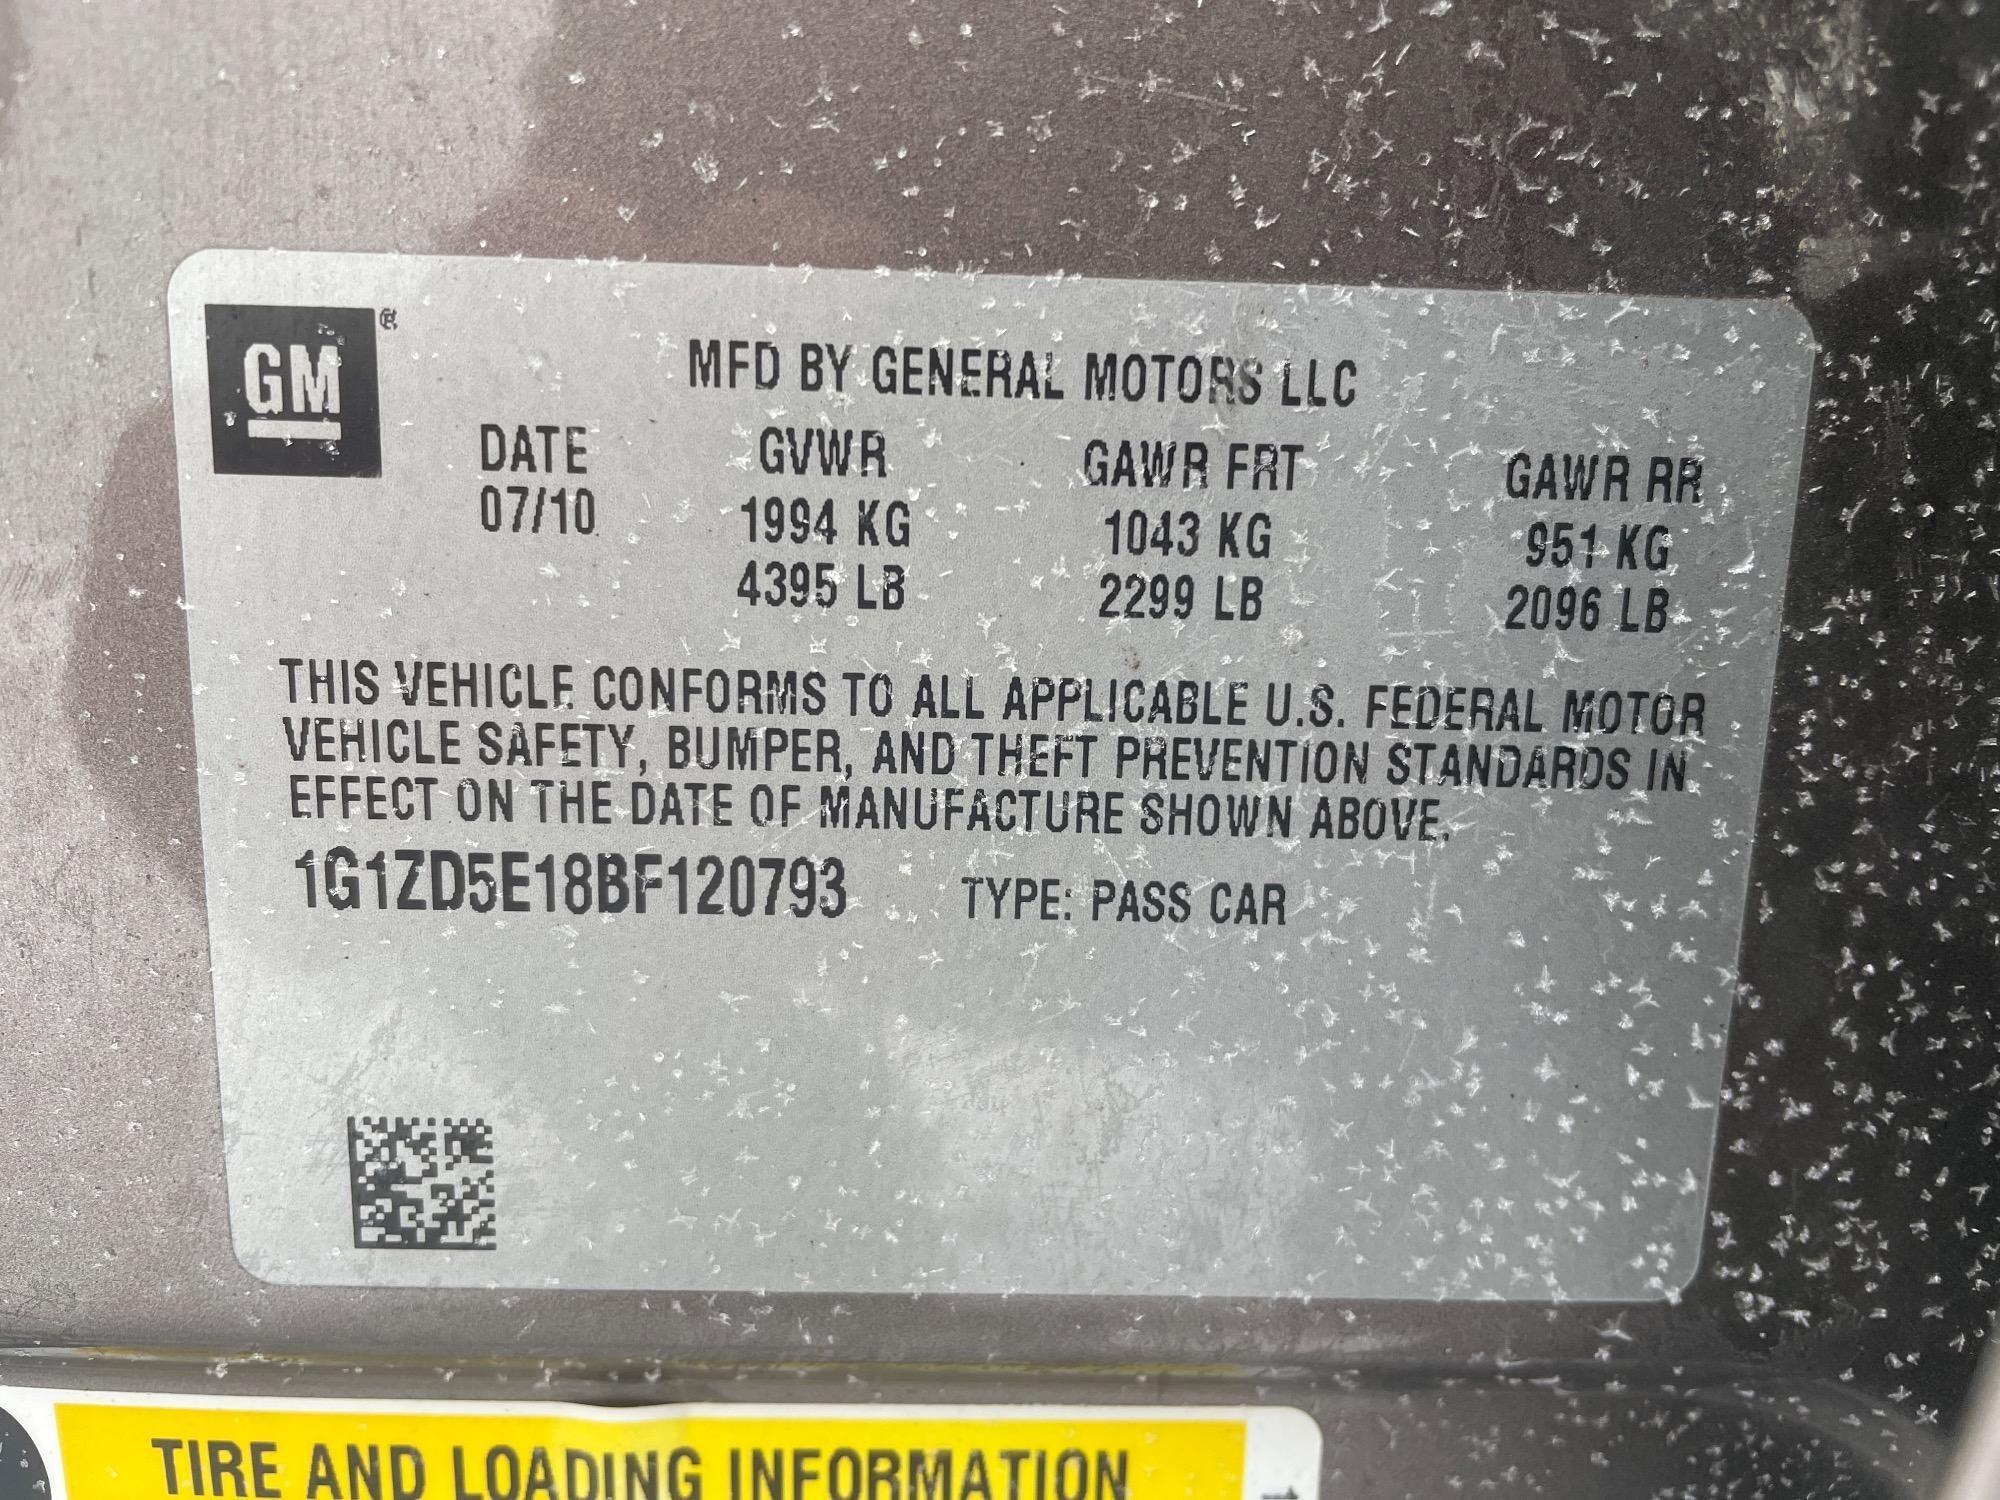 GM®
MFD BY GENERAL MOTORS LLC
DATE GVWR GAWR FRT GAWR RR
07/10 1994 KG 1043 KG 951 KG
4395 LB 2299 LB 2096 LB
THIS VEHICLE CONFORMS TO ALL APPLICABLE U.S. FEDERAL MOTOR
VEHICLE SAFETY, BUMPER, AND THEFT PREVENTION STANDARDS IN
EFFECT ON THE DATE OF MANUFACTURE SHOWN ABOVE.
1G1ZD5E18BF120793 TYPE: PASS CAR
TIRE AND LOADING INFORMATION